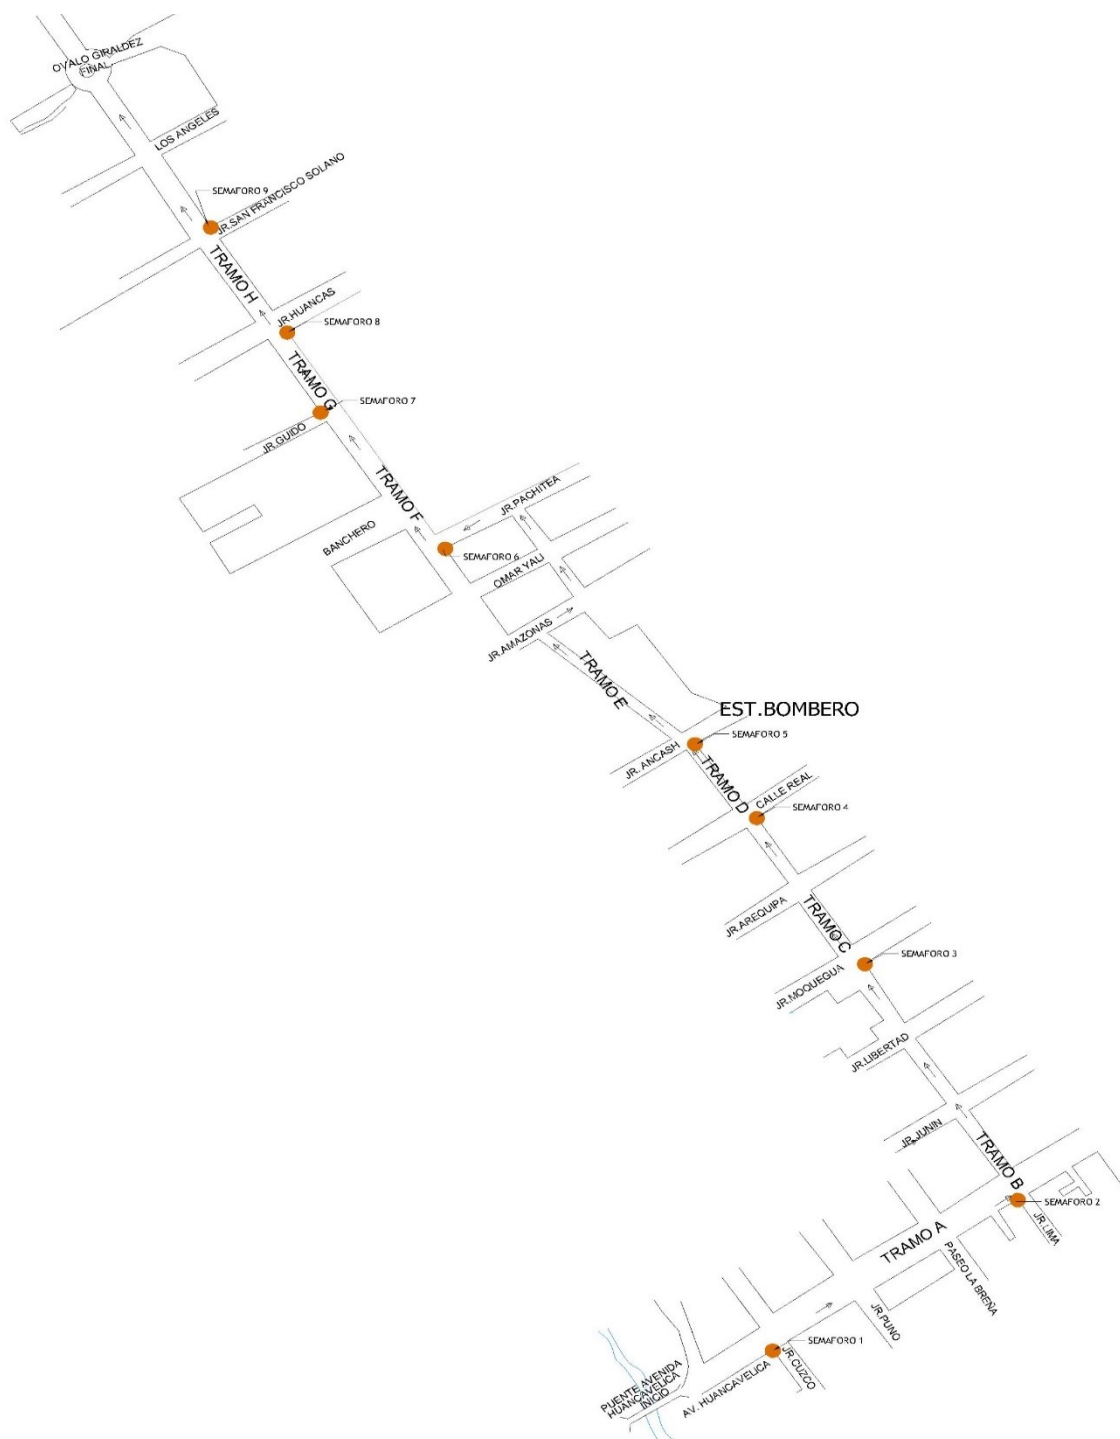 OVALO GIRALDEZ
FINAL
LOS ANGELES
SEMAFORO 9
JR.SAN FRANCISCO SOLANO
TRAMO H
JR.HUANCAS
SEMAFORO 8
TRAMO G
SEMAFORO 7
JR.GUIDO
TRAMO F
JR.PACHITEA
BANCHERO
SEMAFORO 6
OMAR YALI
JR.AMAZONAS
TRAMO E
EST.BOMBERO
SEMAFORO 5
JR. ANCASH
TRAMO D
CALLE REAL
SEMAFORO 4
JR.AREQUIPA
TRAMO C
SEMAFORO 3
JR.MOQUEGUA
JR.LIBERTAD
JR.JUNIN
TRAMO B
SEMAFORO 2
JR.LIMA
TRAMO A
PASEO LA BREÑA
JR.PUNO
SEMAFORO 1
JR.CUZCO
AV. HUANCAVELICA
PUENTE AVENIDA
HUANCAVELICA
INICIO